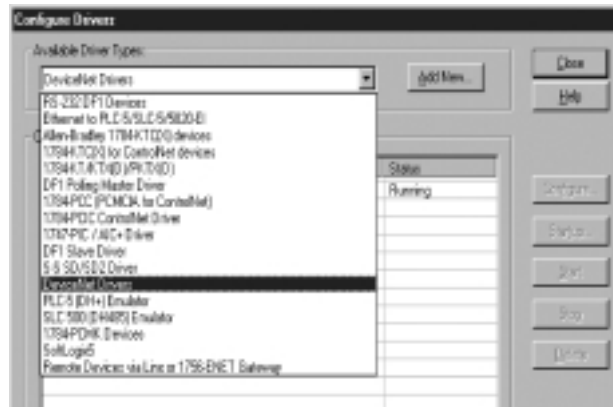 Configure Drivers
Available Driver Types:
DeviceNet Drivers
Add New...
Close
Help
RS-232 DF1 Devices
Ethernet to PLC-5/SLC-5/5820-EI
Allen-Bradley 1784-KTC(X) devices
1784-KTC(X) for ControlNet devices
1784-KT/KTX(D)/PKTX(D)
DF1 Polling Master Driver
1784-PCC (PCMCIA for ControlNet)
1784-PCIC ControlNet Driver
1747-PIC / AIC+ Driver
DF1 Slave Driver
S-S SD/SD2 Driver
DeviceNet Drivers
PLC-5 (DH+) Emulator
SLC 500 (DH485) Emulator
1784-PCMK Devices
SoftLogix5
Remote Devices via Linx or 1756-ENET Gateway
Status
Running
Configure...
Startup...
Start
Stop
Delete